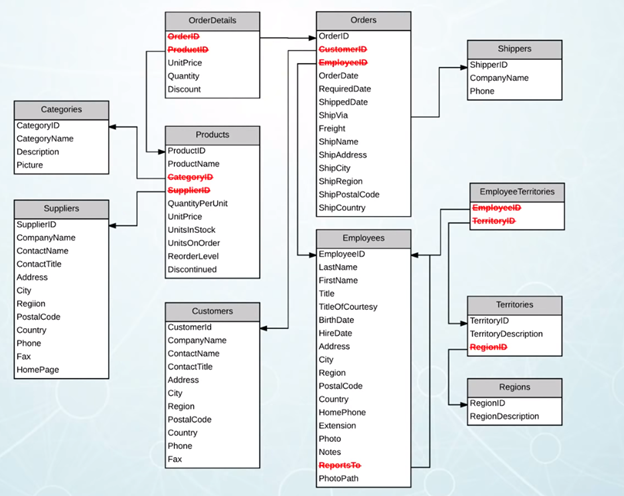 OrderDetails
OrderID
ProductID
UnitPrice
Quantity
Discount
Orders
OrderID
CustomerID
EmployeeID
OrderDate
RequiredDate
ShippedDate
ShipVia
Freight
ShipName
ShipAddress
ShipCity
ShipRegion
ShipPostalCode
ShipCountry
Shippers
ShipperID
CompanyName
Phone
Categories
CategoryID
CategoryName
Description
Picture
Products
ProductID
ProductName
CategoryID
SupplierID
QuantityPerUnit
UnitPrice
UnitsInStock
UnitsOnOrder
ReorderLevel
Discontinued
Suppliers
SupplierID
CompanyName
ContactName
ContactTitle
Address
City
Regiion
PostalCode
Country
Phone
Fax
HomePage
EmployeeTerritories
EmployeeID
TerritoryID
Employees
EmployeeID
LastName
FirstName
Title
TitleOfCourtesy
BirthDate
HireDate
Address
City
Region
PostalCode
Country
HomePhone
Extension
Photo
Notes
ReportsTo
PhotoPath
Customers
CustomerId
CompanyName
ContactName
ContactTitle
Address
City
Region
PostalCode
Country
Phone
Fax
Territories
TerritoryID
TerritoryDescription
RegionID
Regions
RegionID
RegionDescription